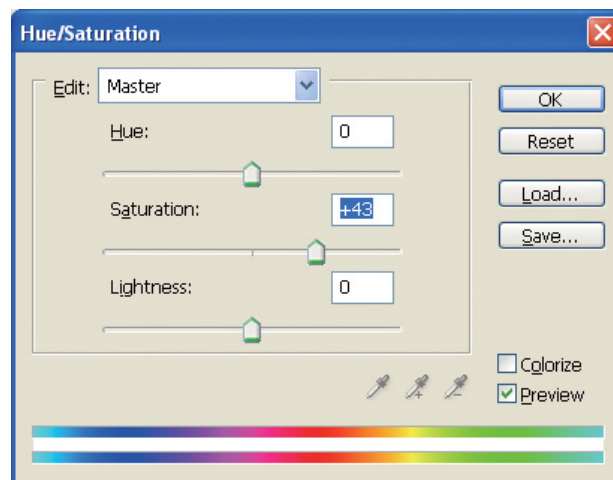 Hue/Saturation
Edit: Master
Hue: 0
Saturation: +43
Lightness: 0
OK
Reset
Load...
Save...
Colorize
Preview